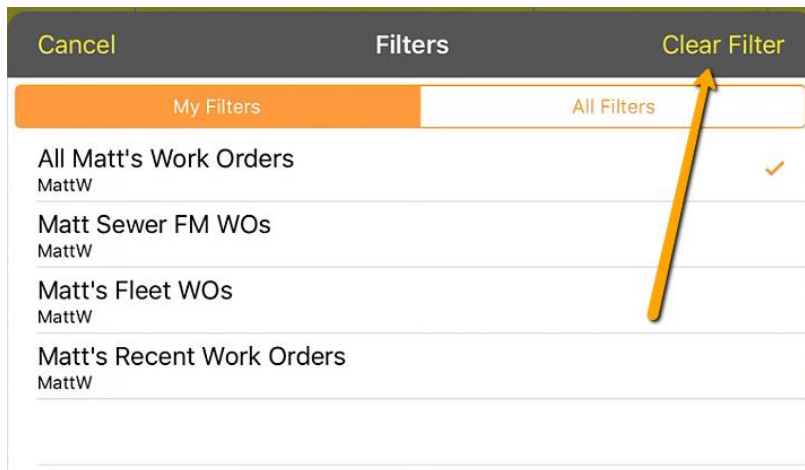 Cancel Filters Clear Filter
My Filters All Filters
All Matt's Work Orders
MattW
Matt Sewer FM WOs
MattW
Matt's Fleet WOs
MattW
Matt's Recent Work Orders
MattW